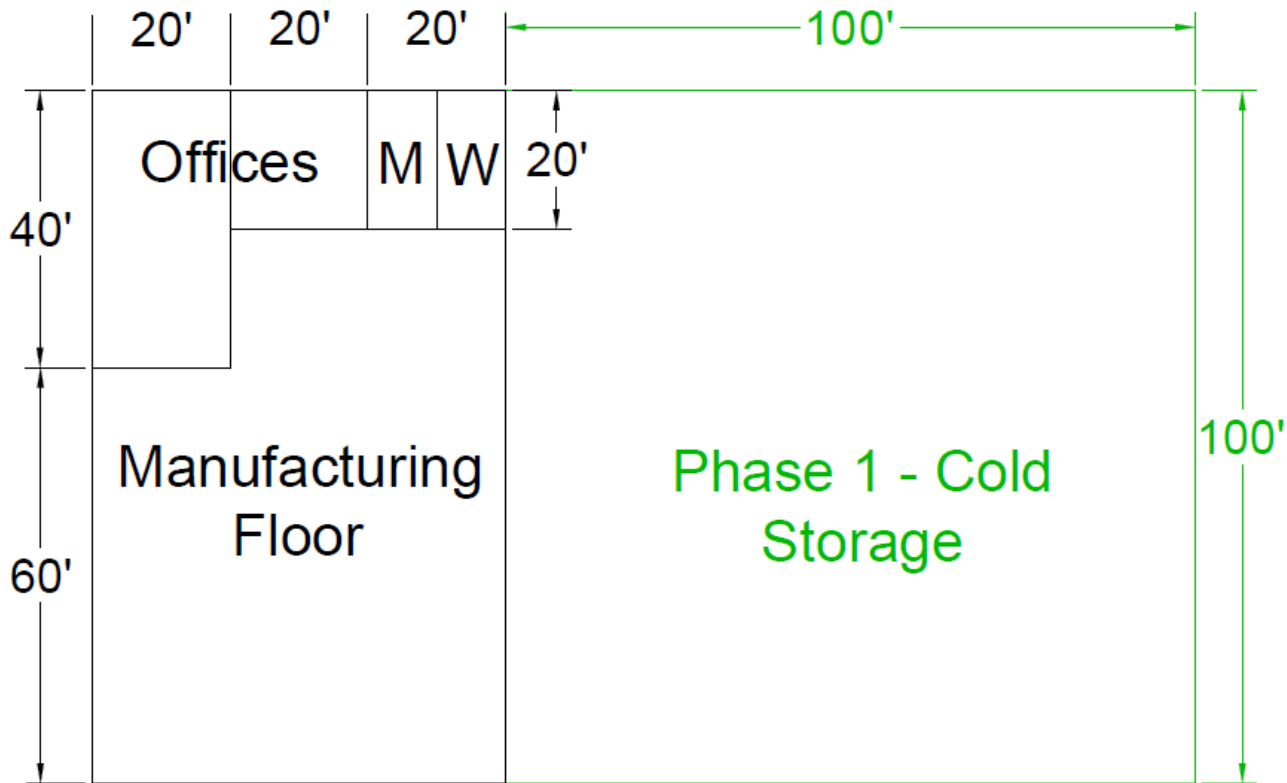 20' 20' 20' 100'
Offices M W 20'
40'
100'
Manufacturing
Floor
Phase 1 - Cold
Storage
60'